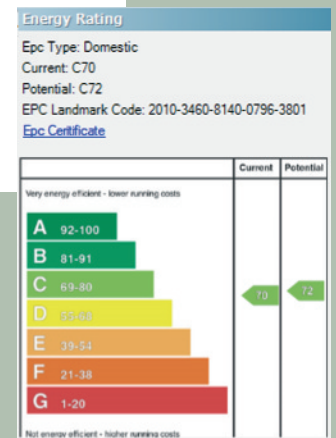 Energy Rating
Epc Type: Domestic
Current: C70
Potential: C72
EPC Landmark Code: 2010-3460-8140-0796-3801
Epc Ceritificate
Current Potential
Very energy efficient - lower running costs
A 92-100
B 81-91
C 69-80
70 72
D 55-68
E 39-54
F 21-38
G 1-20
Not energy efficient - higher running costs